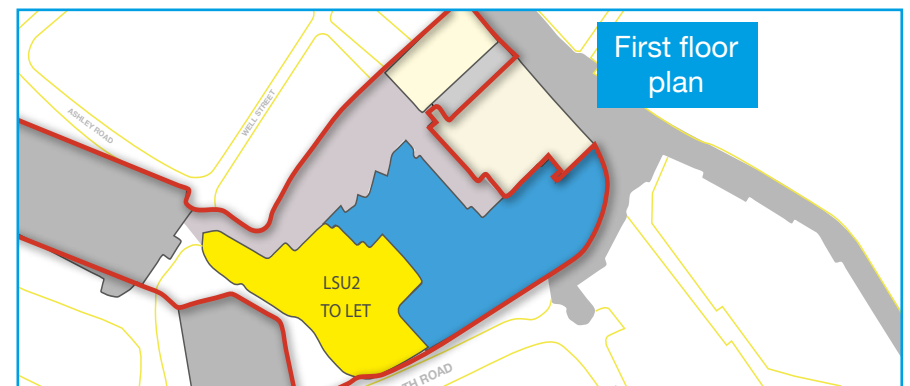 First floor
plan
ASHLEY ROAD
WELL STREET
LSU2
TO LET
ROAD